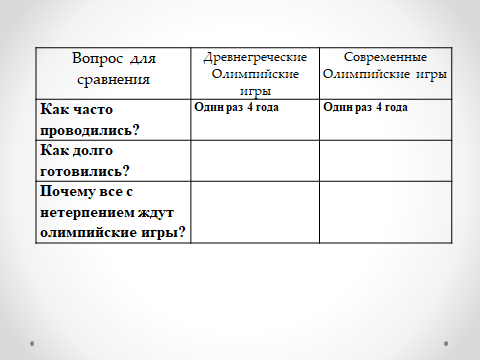 Вопрос для
сравнения
Древнегреческие
Олимпийские
игры
Современные
Олимпийские игры
Как часто
проводились?
Один раз 4 года
Один раз 4 года
Как долго
готовились?
Почему все с
нетерпением ждут
олимпийские игры?